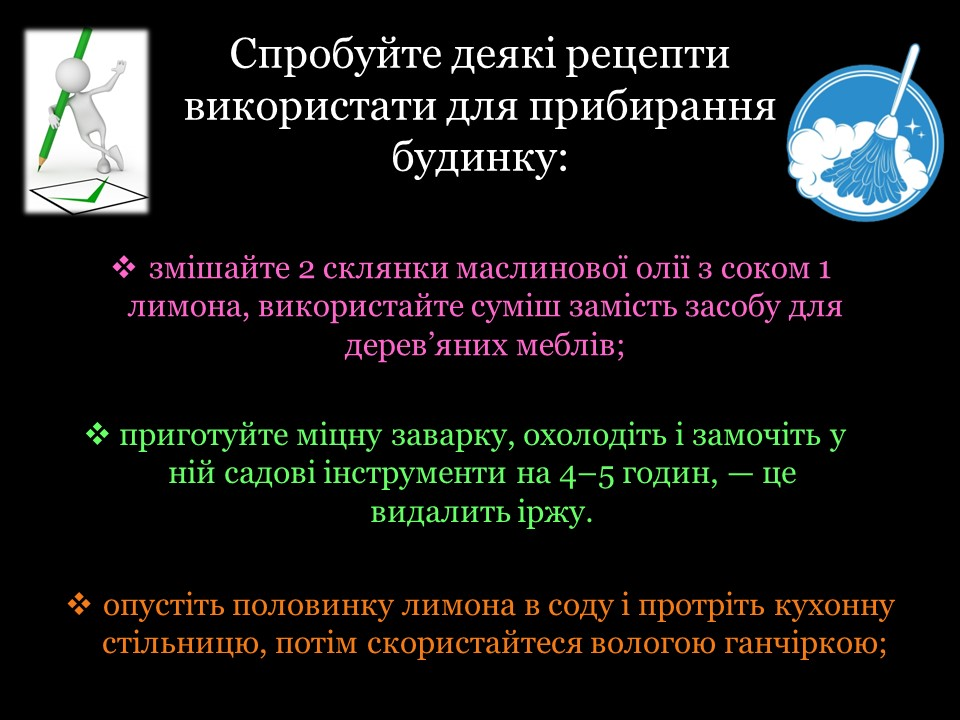 Спробуйте деякі рецепти
використати для прибирання
будинку:
❖ змішайте 2 склянки маслинової олії з соком 1
лимона, використайте суміш замість засобу для
дерев’яних меблів;
❖ приготуйте міцну заварку, охолодіть і замочіть у
ній садові інструменти на 4–5 годин, — це
видалить іржу.
❖ опустіть половинку лимона в соду і протріть кухонну
стільницю, потім скористайтеся вологою ганчіркою;